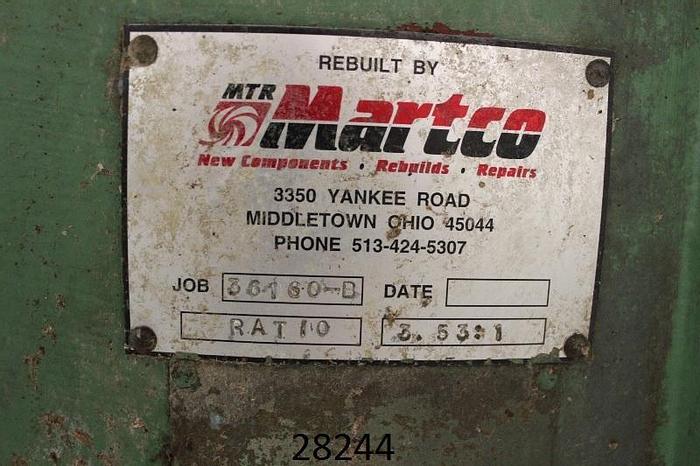 REBUILT BY
MTR Martco
New Components • Rebuilds • Repairs
3350 YANKEE ROAD
MIDDLETOWN OHIO 45044
PHONE 513-424-5307
JOB 36160-B DATE
RATIO 3.53:1
28244